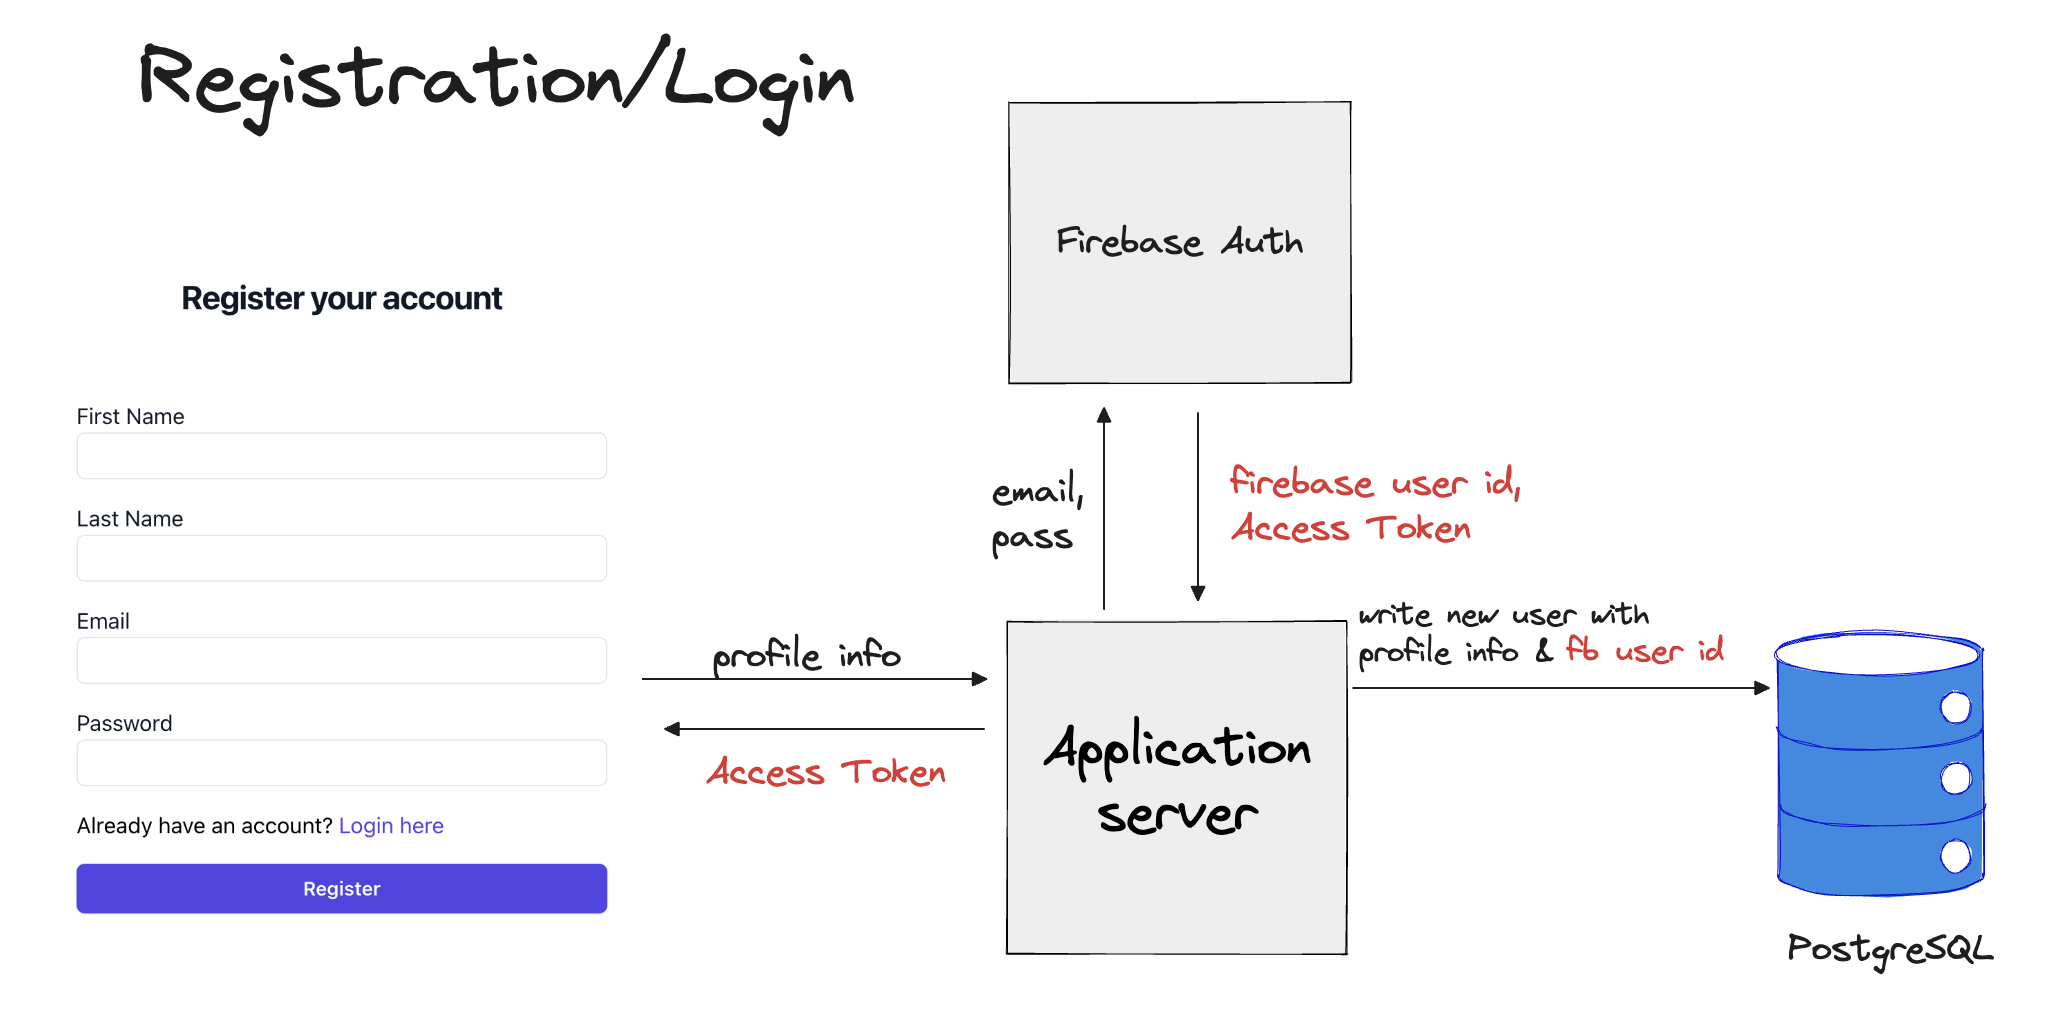 Registration/Login
Firebase Auth
Register your account
First Name
Last Name
Email
Password
Already have an account? Login here
Register
profile info
Access Token
email,
pass
firebase user id,
Access Token
Application
server
write new user with
profile info & fb user id
PostgreSQL